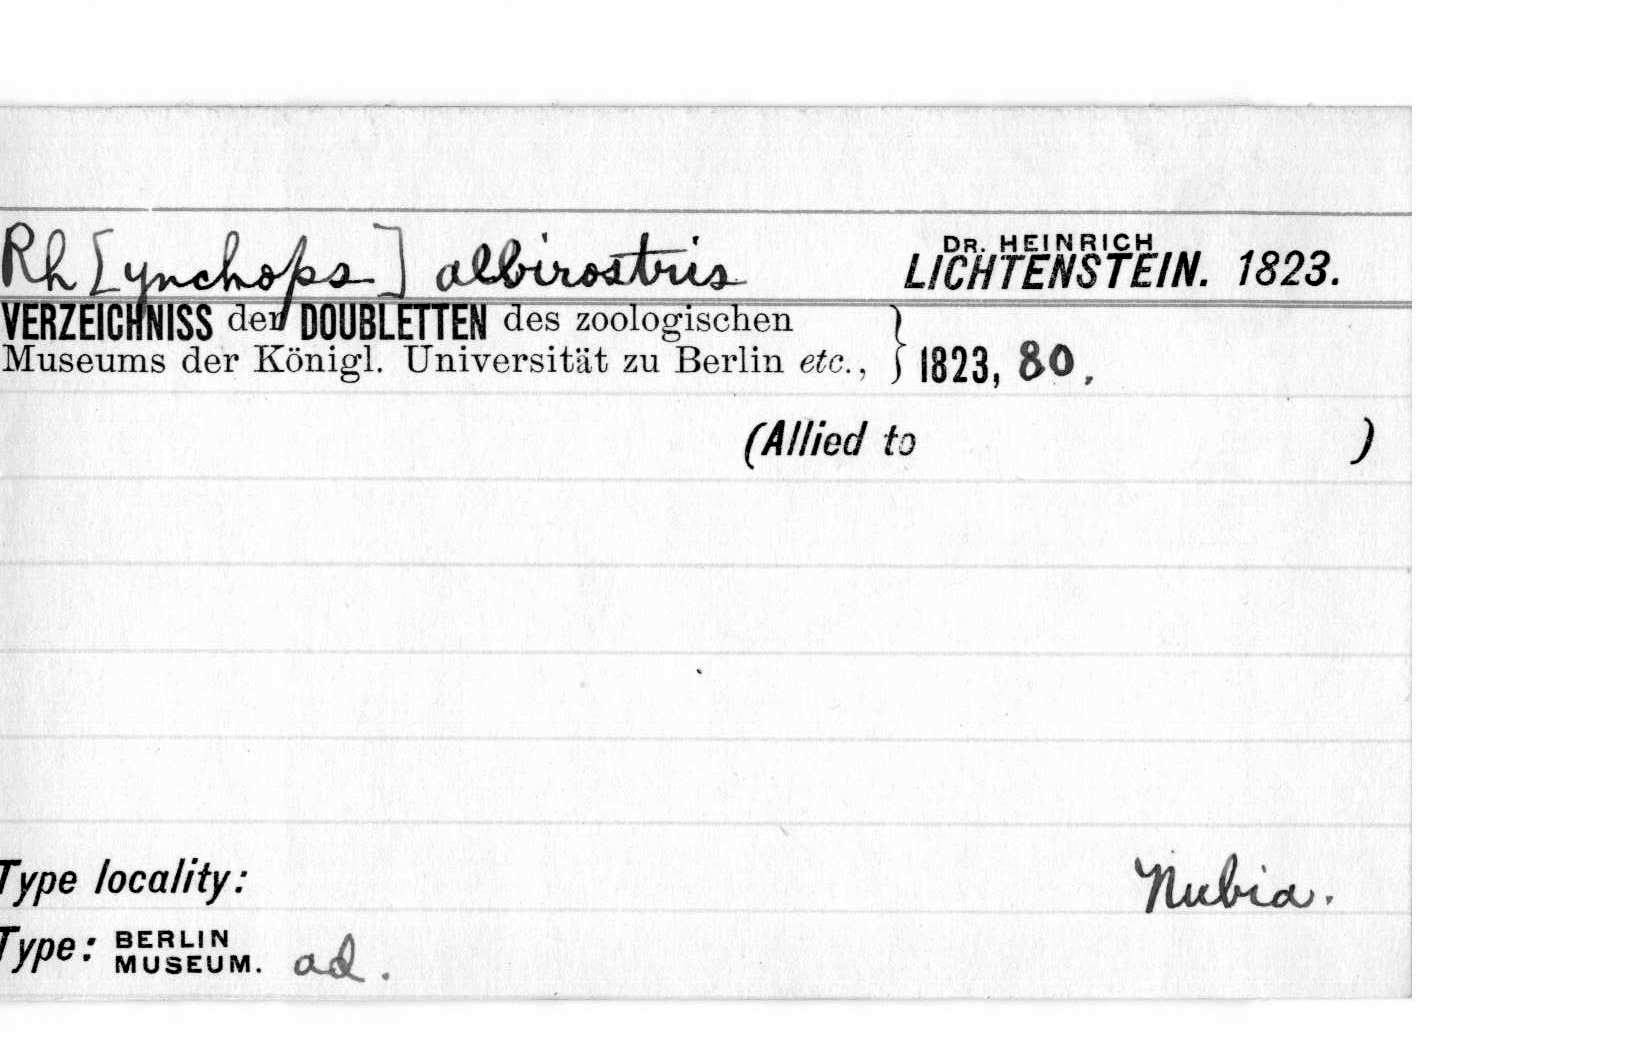 Rh[ynchops] albirostris DR. HEINRICH LICHTENSTEIN. 1823.
VERZEICHNISS der DOUBLETTEN des zoologischen
Museums der Königl. Universität zu Berlin etc., } 1823, 80.
(Allied to )
Type locality: Nubia.
Type: BERLIN MUSEUM. ad.